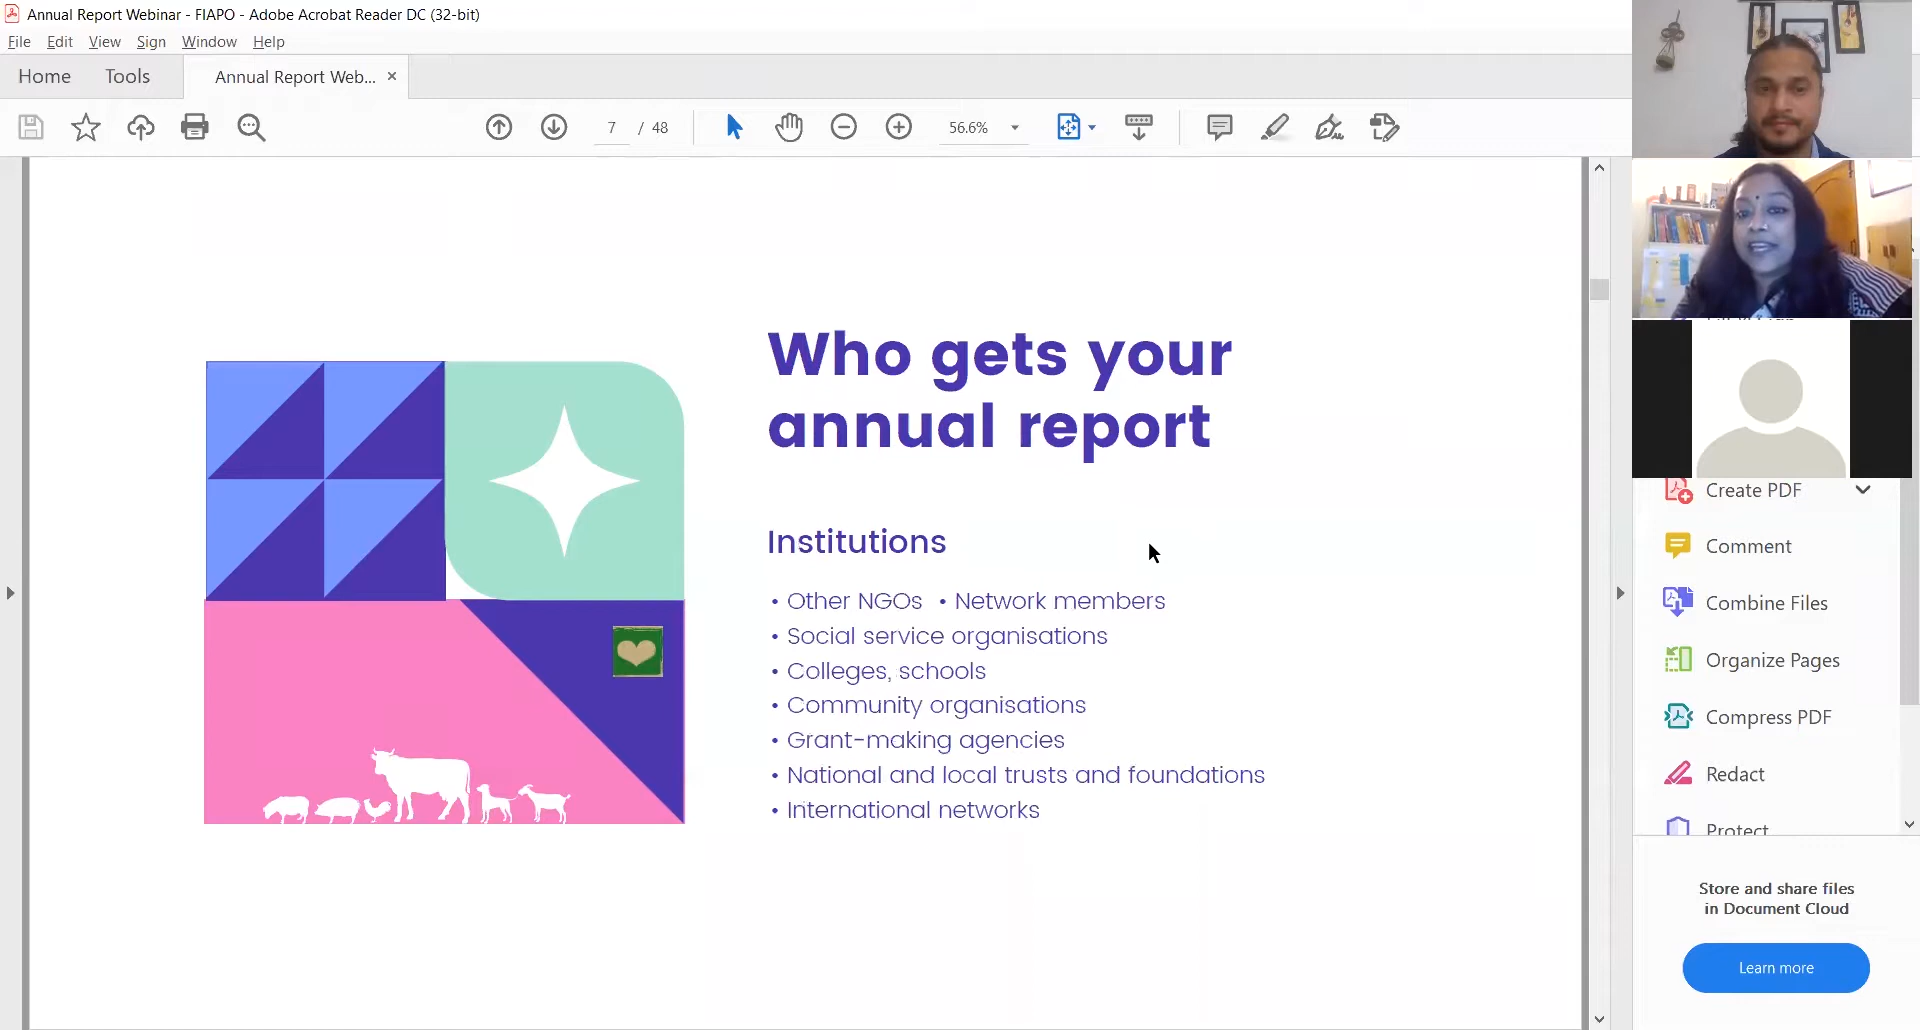 Annual Report Webinar - FIAPO - Adobe Acrobat Reader DC (32-bit)
File Edit View Sign Window Help
Home Tools Annual Report Web... ×
7 / 48 56.6%
Who gets your
annual report
Institutions
• Other NGOs • Network members
• Social service organisations
• Colleges, schools
• Community organisations
• Grant-making agencies
• National and local trusts and foundations
• International networks
Create PDF
Comment
Combine Files
Organize Pages
Compress PDF
Redact
Protect
Store and share files
in Document Cloud
Learn more